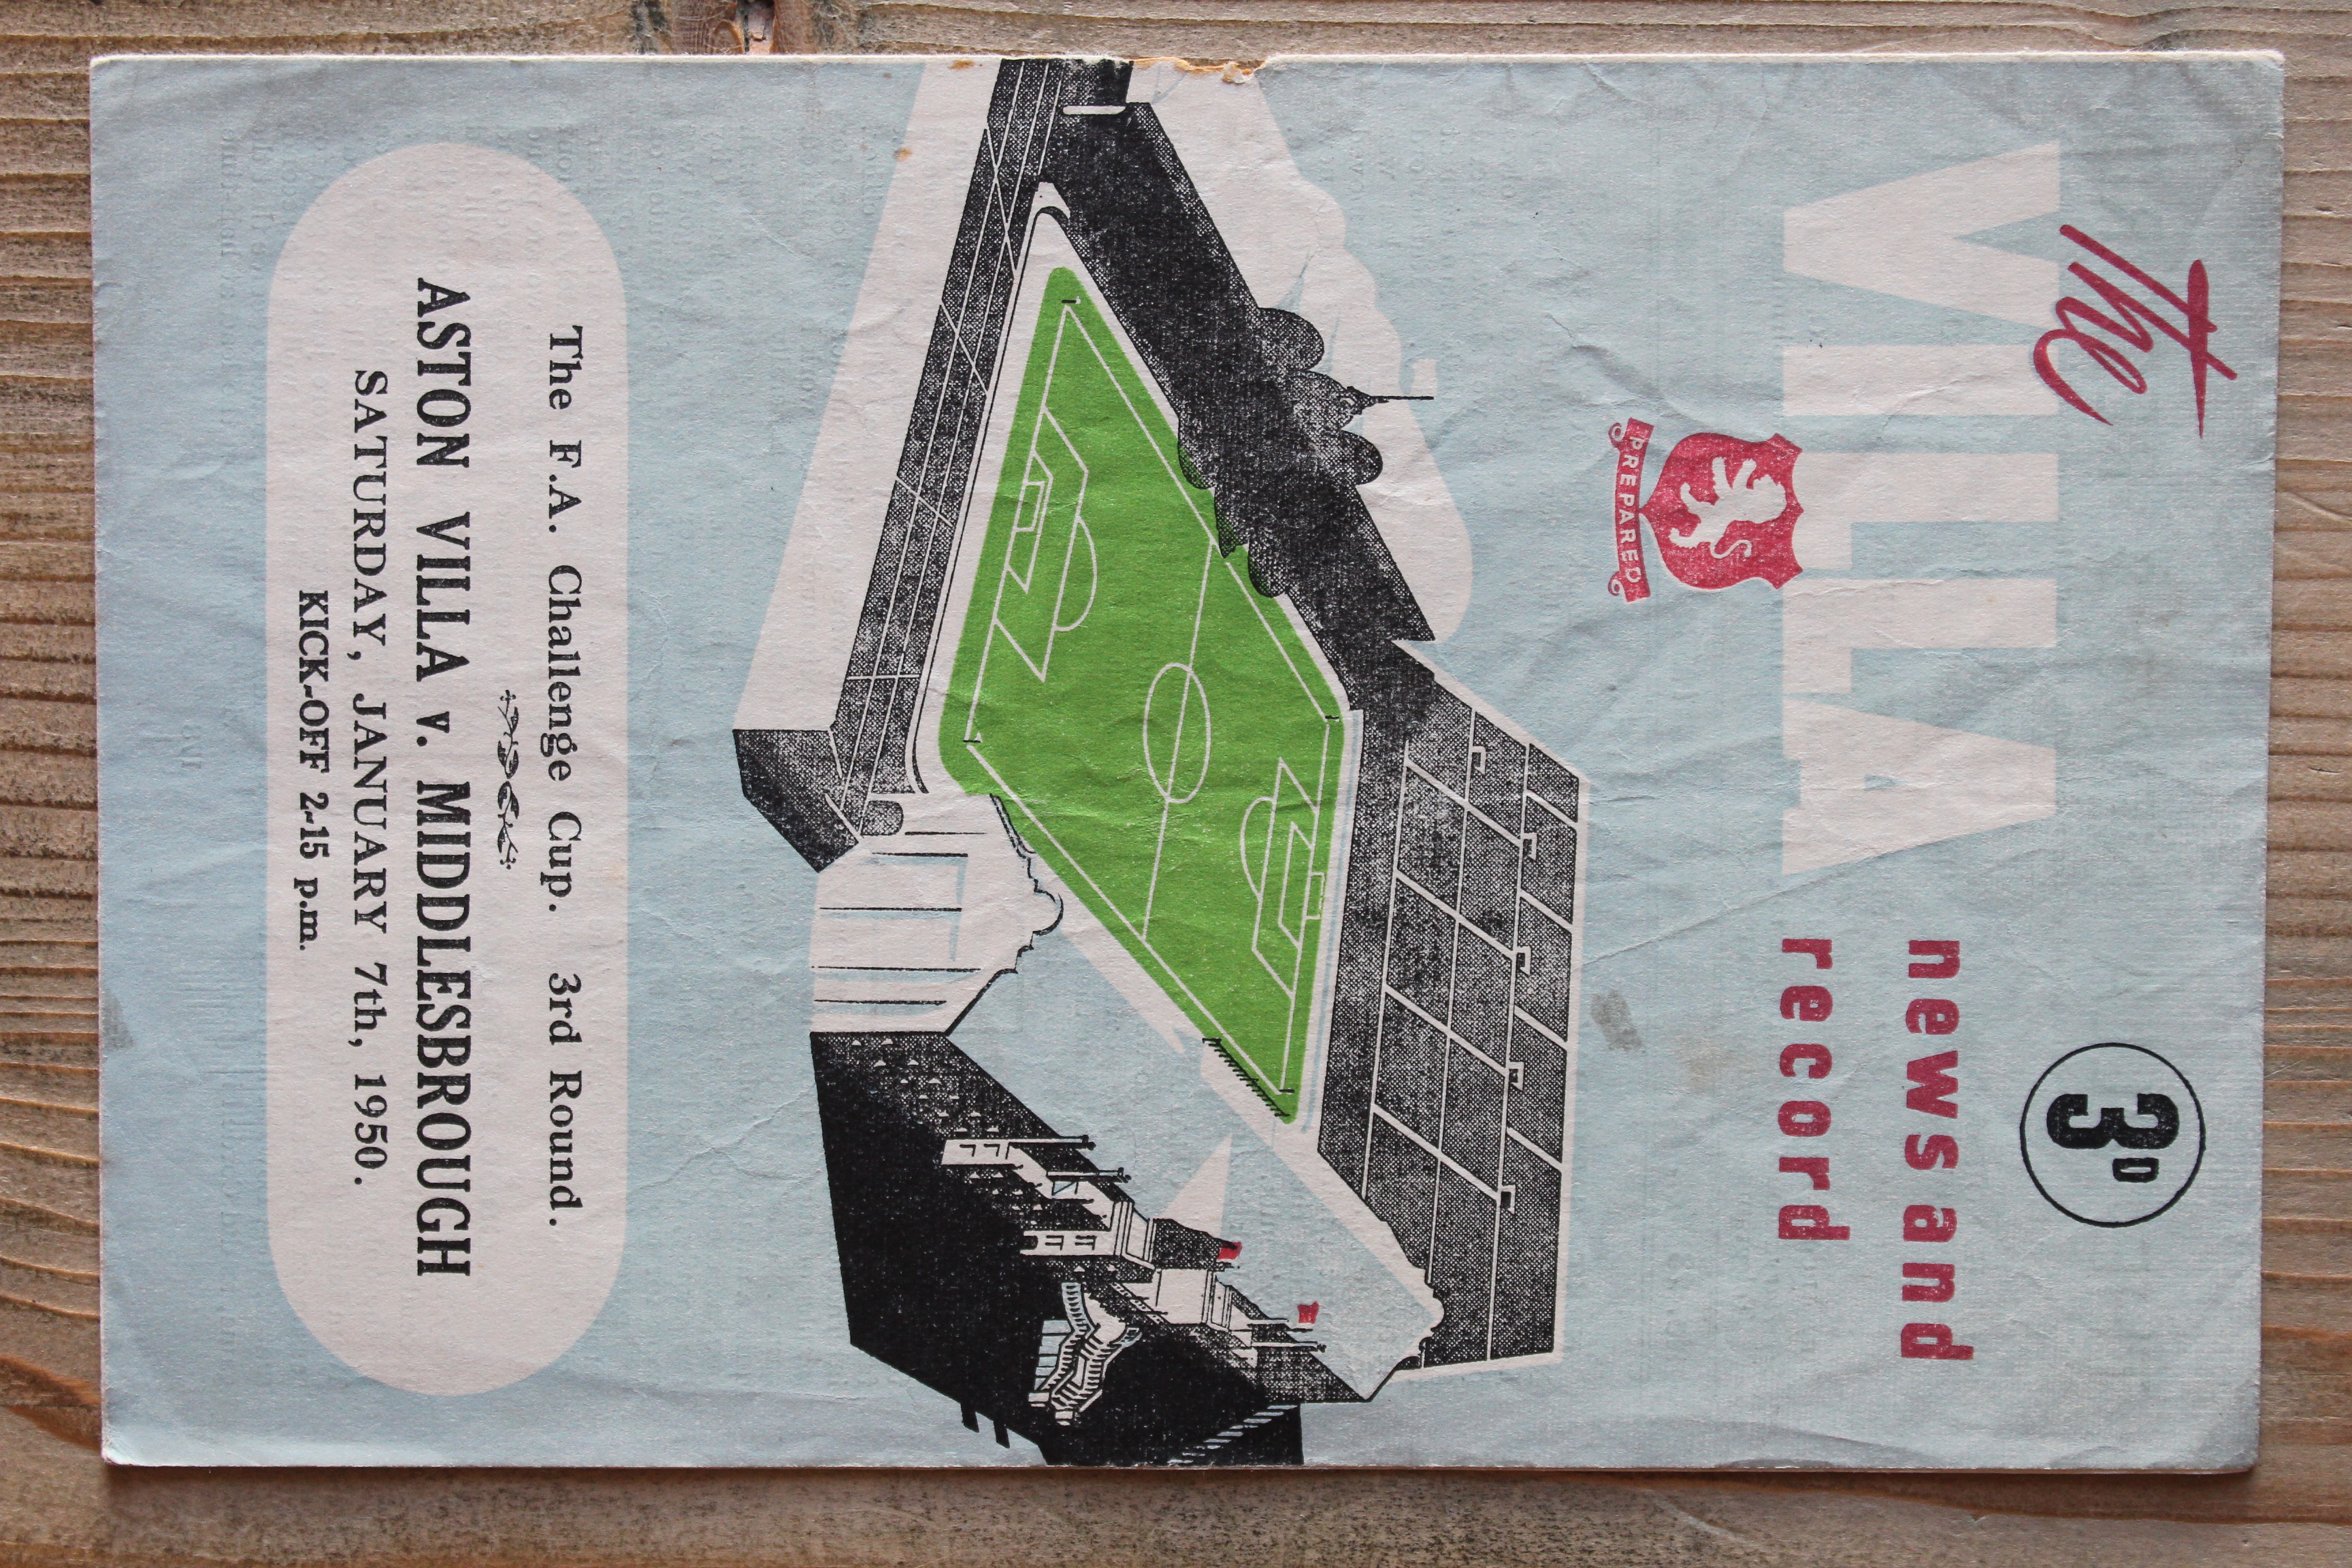 The
3D
VILLA
news and
record
PREPARED
The F.A. Challenge Cup. 3rd Round.
ASTON VILLA v. MIDDLESBROUGH
SATURDAY, JANUARY 7th, 1950.
KICK-OFF 2-15 p.m.